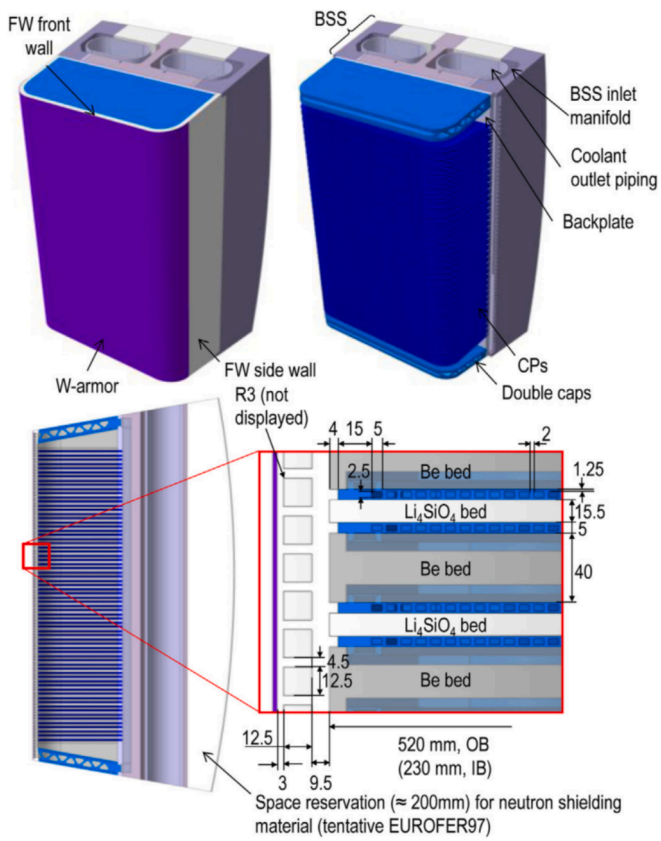 FW front
wall
BSS
BSS inlet
manifold
Coolant
outlet piping
Backplate
W-armor
FW side wall
CPs
Double caps
R3 (not
displayed)
4 15 5
2
2.5
1.25
Be bed
Li₄SiO₄ bed
15.5
5
Be bed
40
Li₄SiO₄ bed
4.5
12.5
Be bed
12.5
3
9.5
520 mm, OB
(230 mm, IB)
Space reservation (≈ 200mm) for neutron shielding
material (tentative EUROFER97)